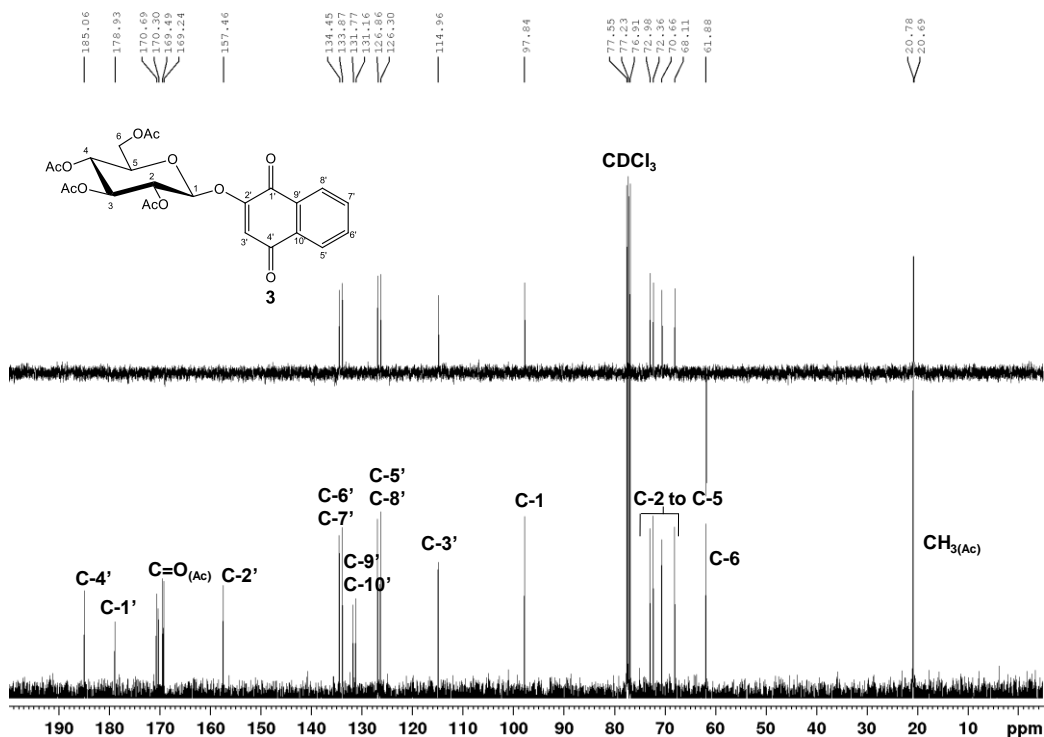 185.06
178.93
170.69
170.30
169.49
169.24
157.46
134.45
133.87
131.77
131.16
126.86
126.30
114.96
97.84
77.55
77.23
76.91
72.98
72.36
70.66
68.11
61.88
20.78
20.69
6
OAc
4
AcO
5
O
2
1
AcO
3
AcO
O
O
2'
1'
9'
8'
7'
3'
4'
10'
6'
5'
O
3
CDCl3
C-5'
C-6'
C-8'
C-2 to C-5
C-7'
C-1
C-9'
C-3'
CH3(Ac)
C=O(Ac)
C-10'
C-6
C-4'
C-2'
C-1'
190 180 170 160 150 140 130 120 110 100 90 80 70 60 50 40 30 20 10 ppm